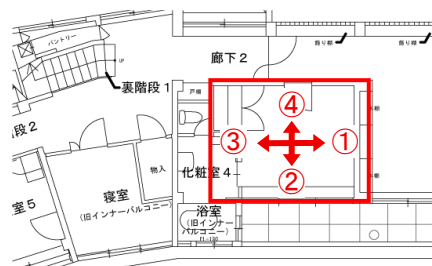 パントリー
UP
裏階段1
廊下2
飾り棚
飾り棚
戸棚
④
③
①
②
段2
物入
化粧室4
寝室
(旧インナーバルコニー)
室5
浴室
(旧インナー
バルコニー)